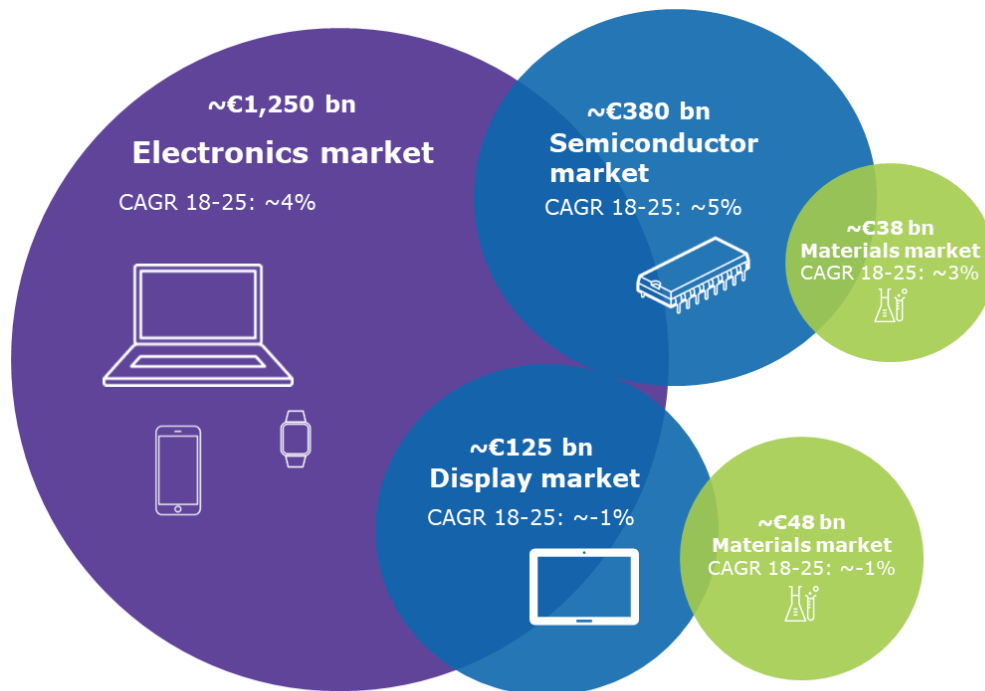 ~€1,250 bn
Electronics market
CAGR 18-25: ~4%
~€380 bn
Semiconductor
market
CAGR 18-25: ~5%
~€38 bn
Materials market
CAGR 18-25: ~3%
~€125 bn
Display market
CAGR 18-25: ~-1%
~€48 bn
Materials market
CAGR 18-25: ~-1%